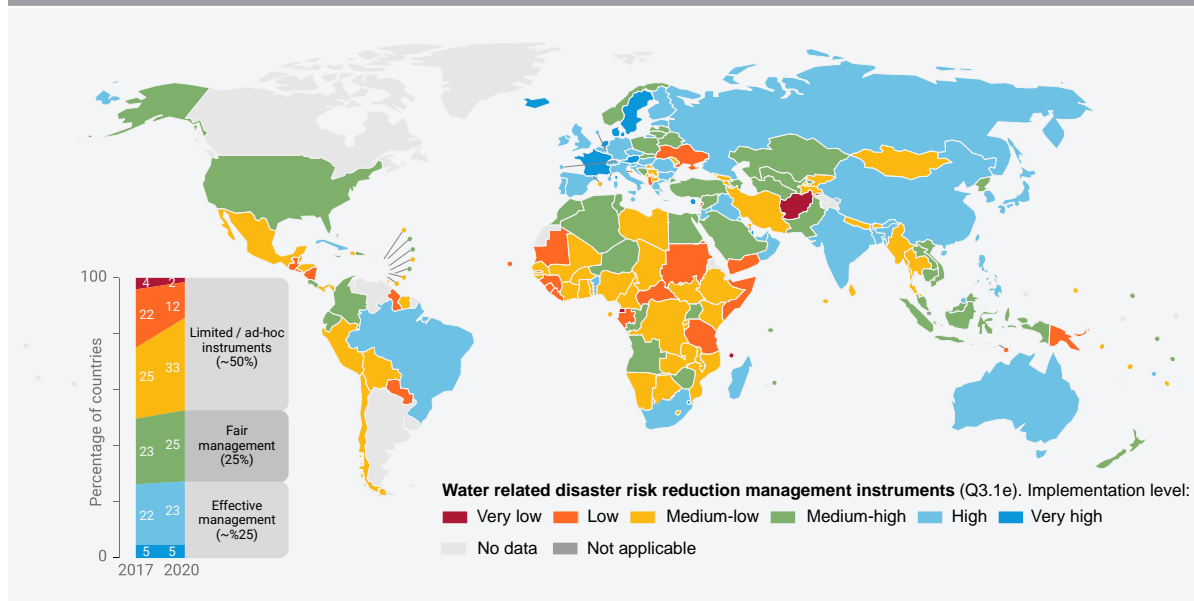 100
0
Percentage of countries
4 2
22 12
25 33
23 25
22 23
5 5
2017 2020
Limited / ad-hoc
instruments
(~50%)
Fair
management
(25%)
Effective
management
(~%25)
Water related disaster risk reduction management instruments (Q3.1e). Implementation level:
Very low Low Medium-low Medium-high High Very high
No data Not applicable